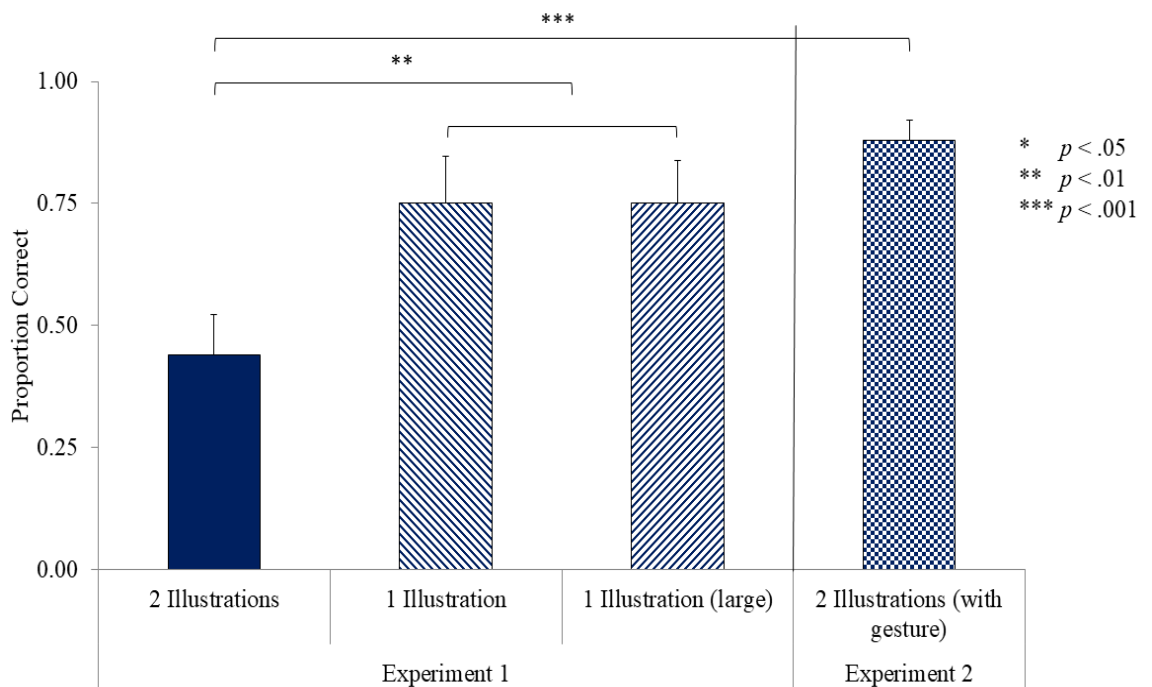 ***
**
1.00
0.75
0.50
0.25
0.00
Proportion Correct
* p < .05
** p < .01
*** p < .001
2 Illustrations
1 Illustration
1 Illustration (large)
2 Illustrations (with
gesture)
Experiment 1
Experiment 2